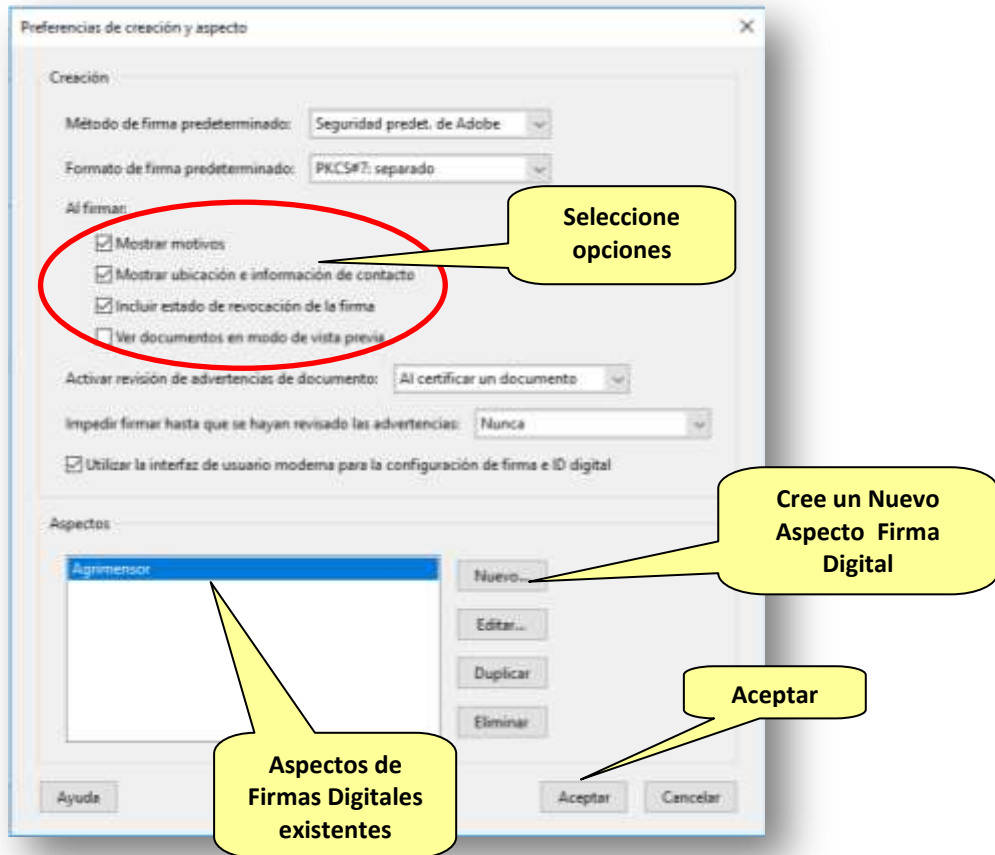 Preferencias de creación y aspecto
Creación
Método de firma predeterminado: Seguridad predet. de Adobe
Formato de firma predeterminado: PKCS#7: separado
Al firmar:
Seleccione
opciones
Mostrar motivos
Mostrar ubicación e información de contacto
Incluir estado de revocación de la firma
Ver documentos en modo de vista previa
Activar revisión de advertencias de documento: Al certificar un documento
Impedir firmar hasta que se hayan revisado las advertencias: Nunca
Utilizar la interfaz de usuario moderna para la configuración de firma e ID digital
Cree un Nuevo
Aspecto Firma
Digital
Aspectos
Agrimensor
Nuevo...
Editar...
Duplicar
Eliminar
Aceptar
Aspectos de
Firmas Digitales
existentes
Ayuda
Aceptar
Cancelar